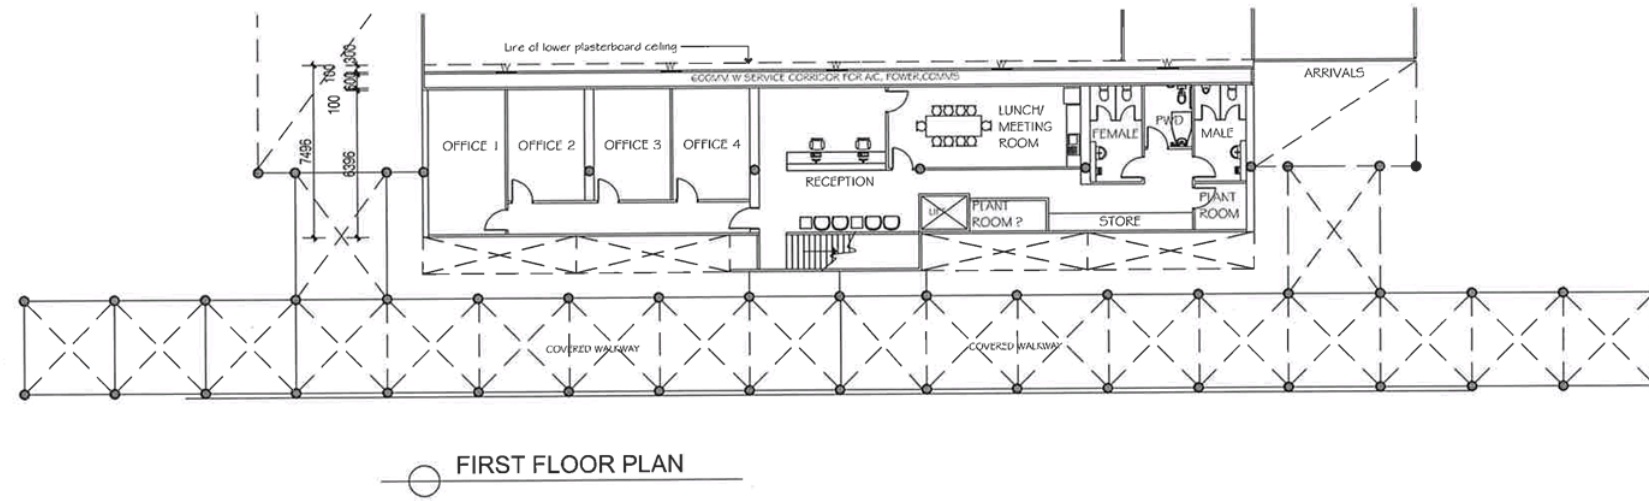 Line of lower plasterboard ceiling
600MM W SERVICE CORRIDOR FOR A/C, POWER,COMMS
ARRIVALS
300
100
600
100
7496
6396
OFFICE 1
OFFICE 2
OFFICE 3
OFFICE 4
RECEPTION
LUNCH/
MEETING
ROOM
FEMALE
PWD
MALE
LIFT
PLANT
ROOM ?
STORE
PLANT
ROOM
COVERED WALKWAY
COVERED WALKWAY
FIRST FLOOR PLAN